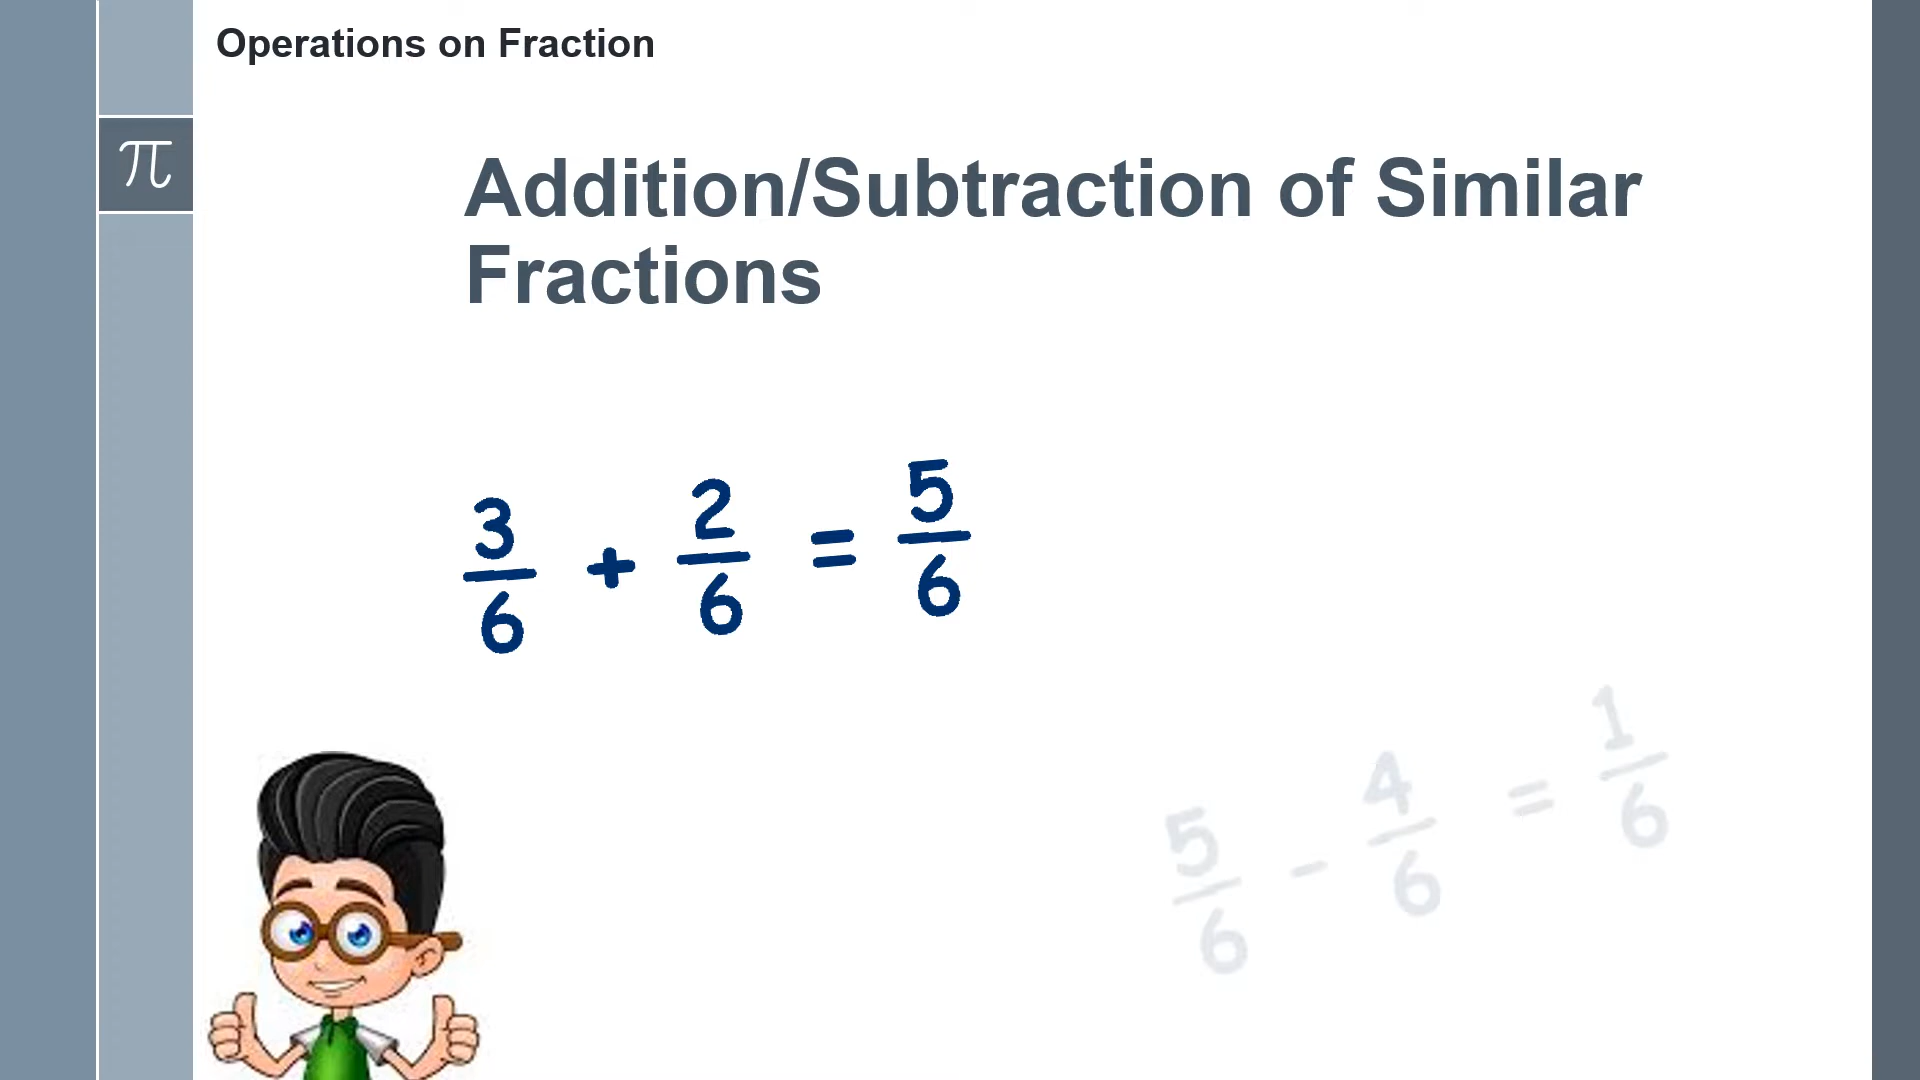 Operations on Fraction
π
Addition/Subtraction of Similar
Fractions
3/6 + 2/6 = 5/6
5/6 - 4/6 = 1/6